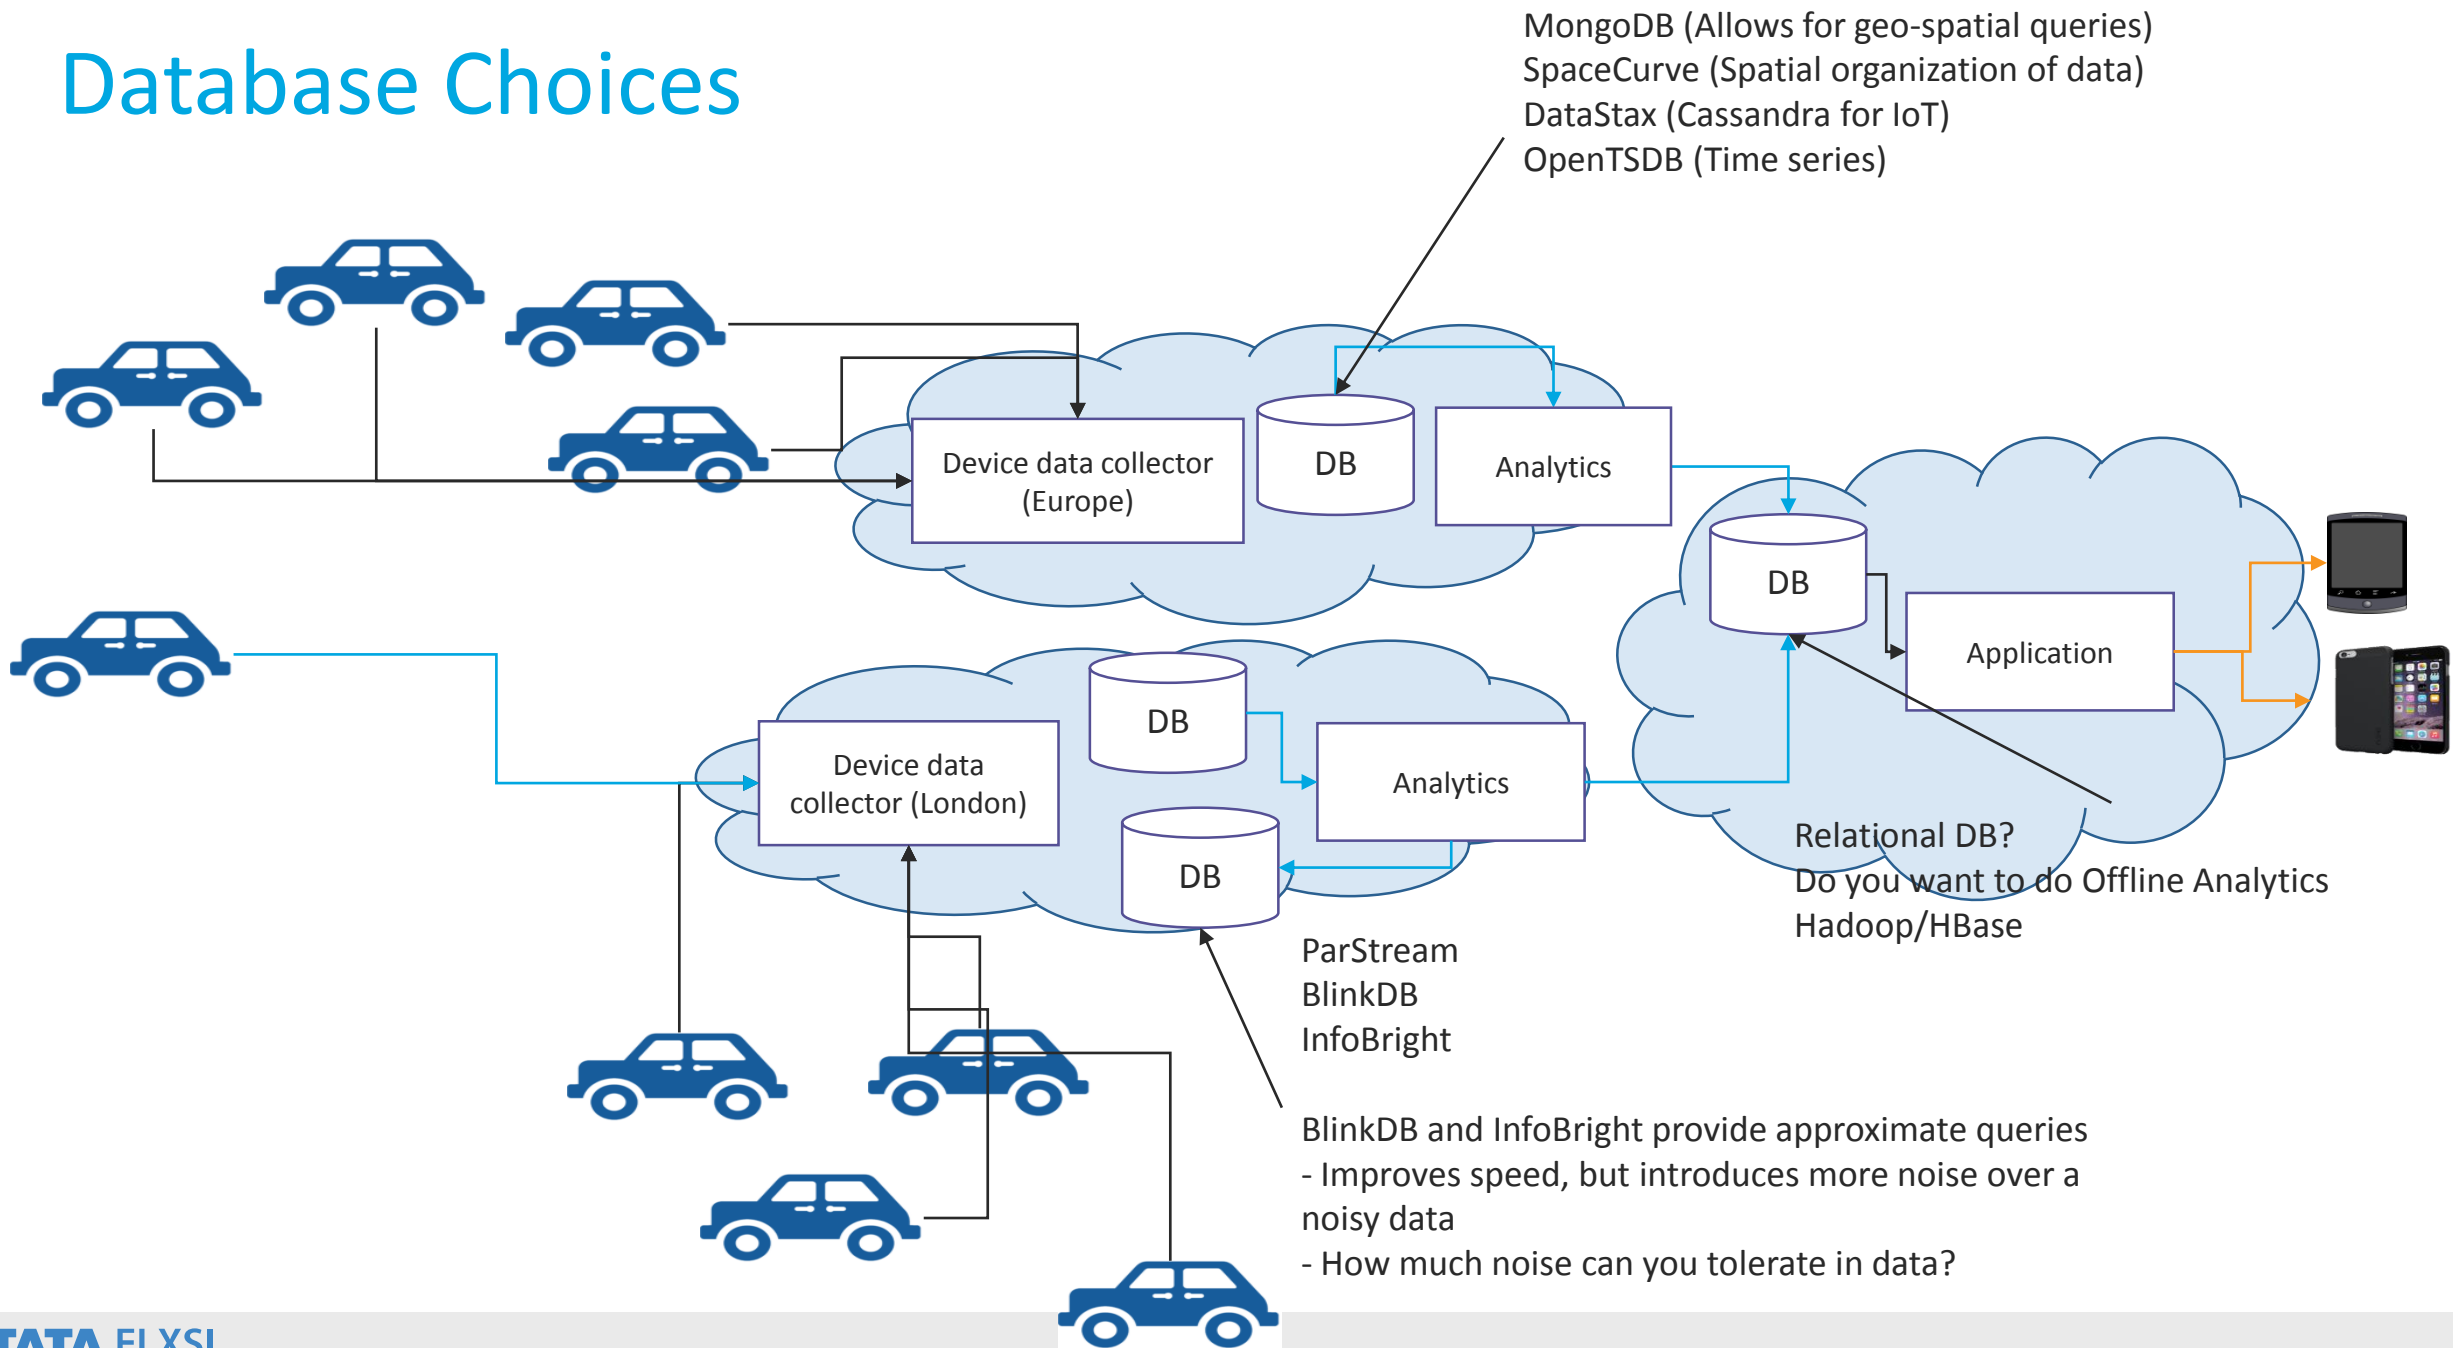 Database Choices
MongoDB (Allows for geo-spatial queries)
SpaceCurve (Spatial organization of data)
DataStax (Cassandra for IoT)
OpenTSDB (Time series)
Device data collector
(Europe)
DB
Analytics
DB
Application
Device data
collector (London)
DB
Analytics
DB
Relational DB?
Do you want to do Offline Analytics
Hadoop/HBase
ParStream
BlinkDB
InfoBright
BlinkDB and InfoBright provide approximate queries
- Improves speed, but introduces more noise over a
noisy data
- How much noise can you tolerate in data?
TATA ELXSI